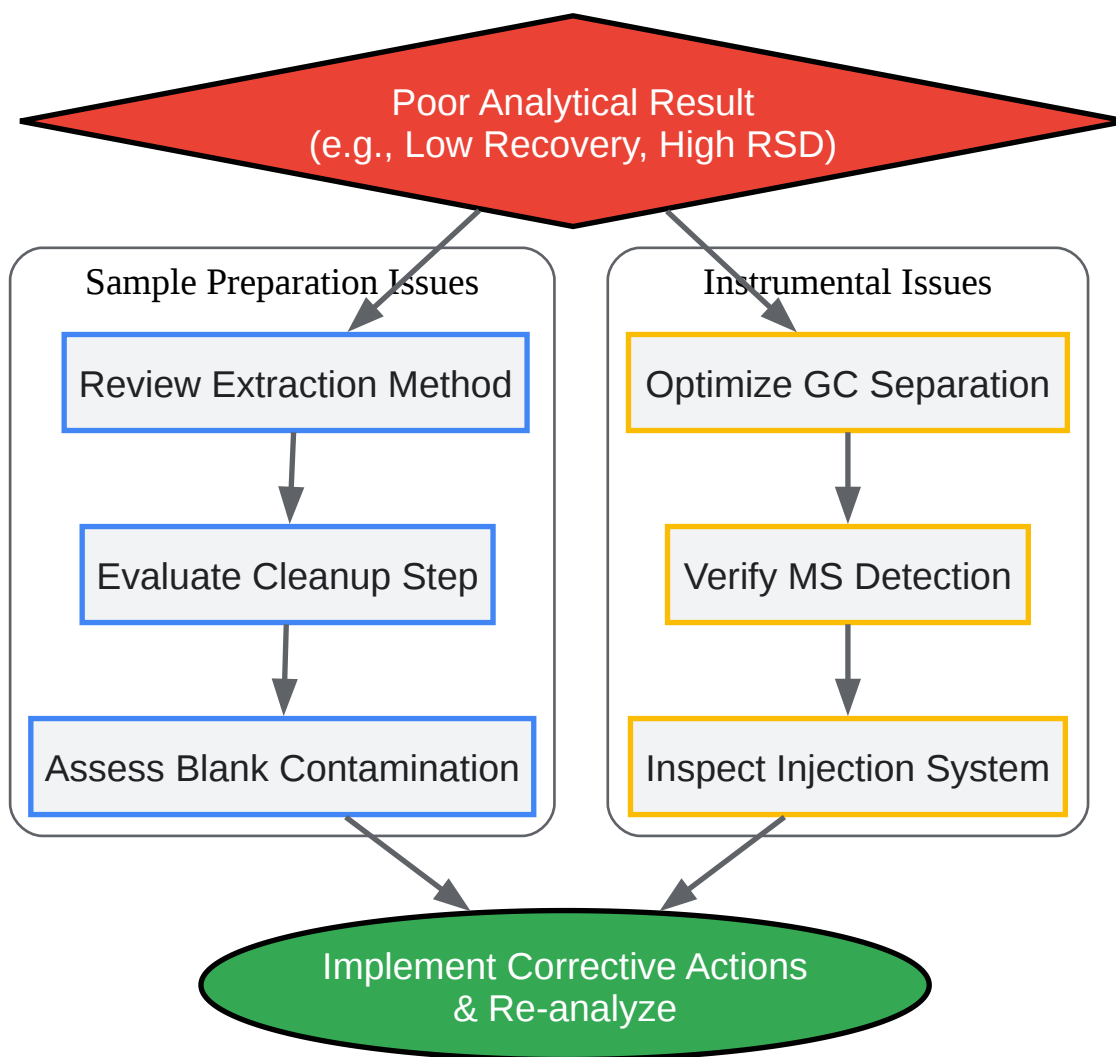 Poor Analytical Result
(e.g., Low Recovery, High RSD)
Sample Preparation Issues
Review Extraction Method
Evaluate Cleanup Step
Assess Blank Contamination
Instrumental Issues
Optimize GC Separation
Verify MS Detection
Inspect Injection System
Implement Corrective Actions
& Re-analyze